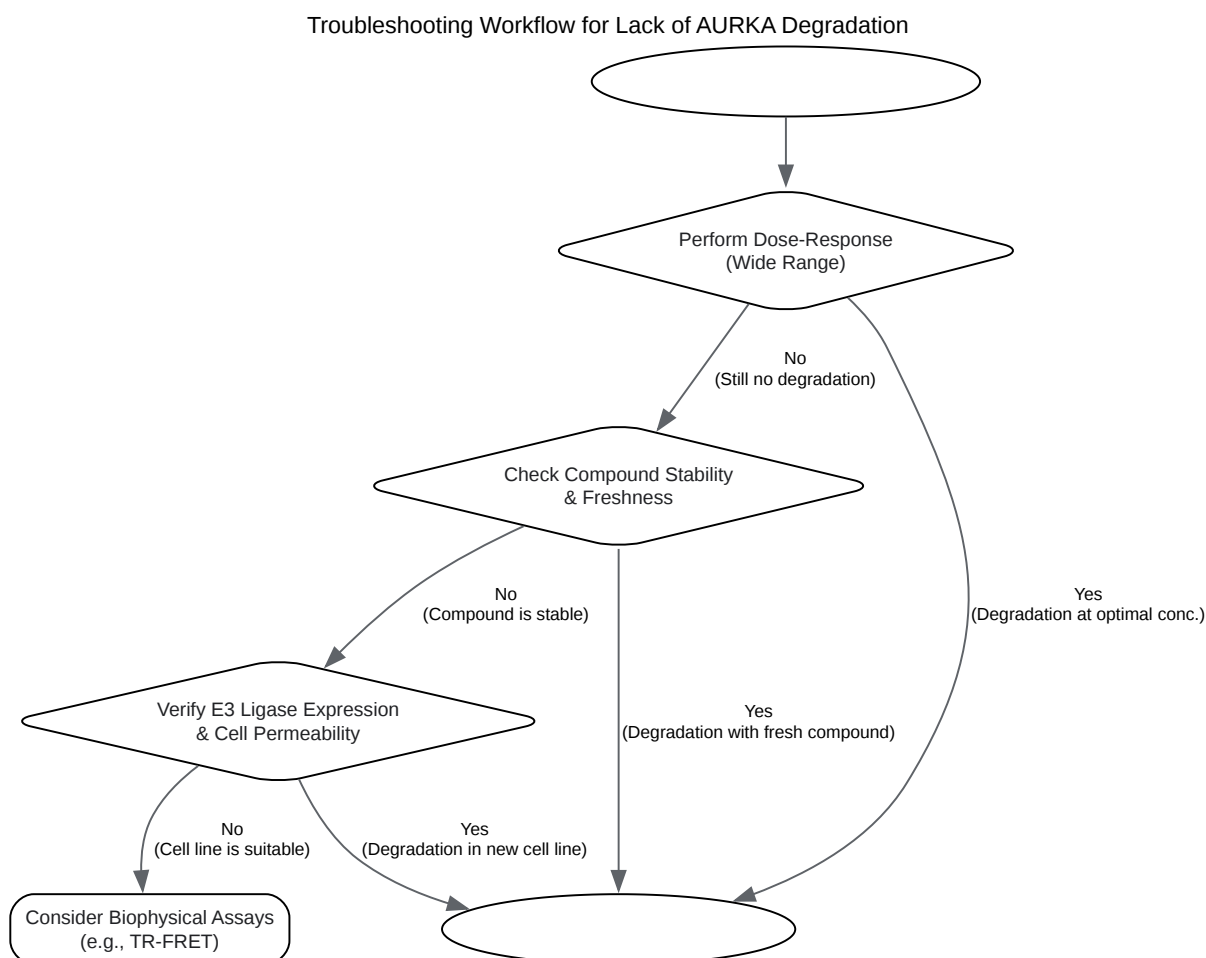 Troubleshooting Workflow for Lack of AURKA Degradation
Perform Dose-Response
(Wide Range)
No
(Still no degradation)
Check Compound Stability
& Freshness
No
(Compound is stable)
Yes
(Degradation at optimal conc.)
Verify E3 Ligase Expression
& Cell Permeability
Yes
(Degradation with fresh compound)
No
(Cell line is suitable)
Yes
(Degradation in new cell line)
Consider Biophysical Assays
(e.g., TR-FRET)